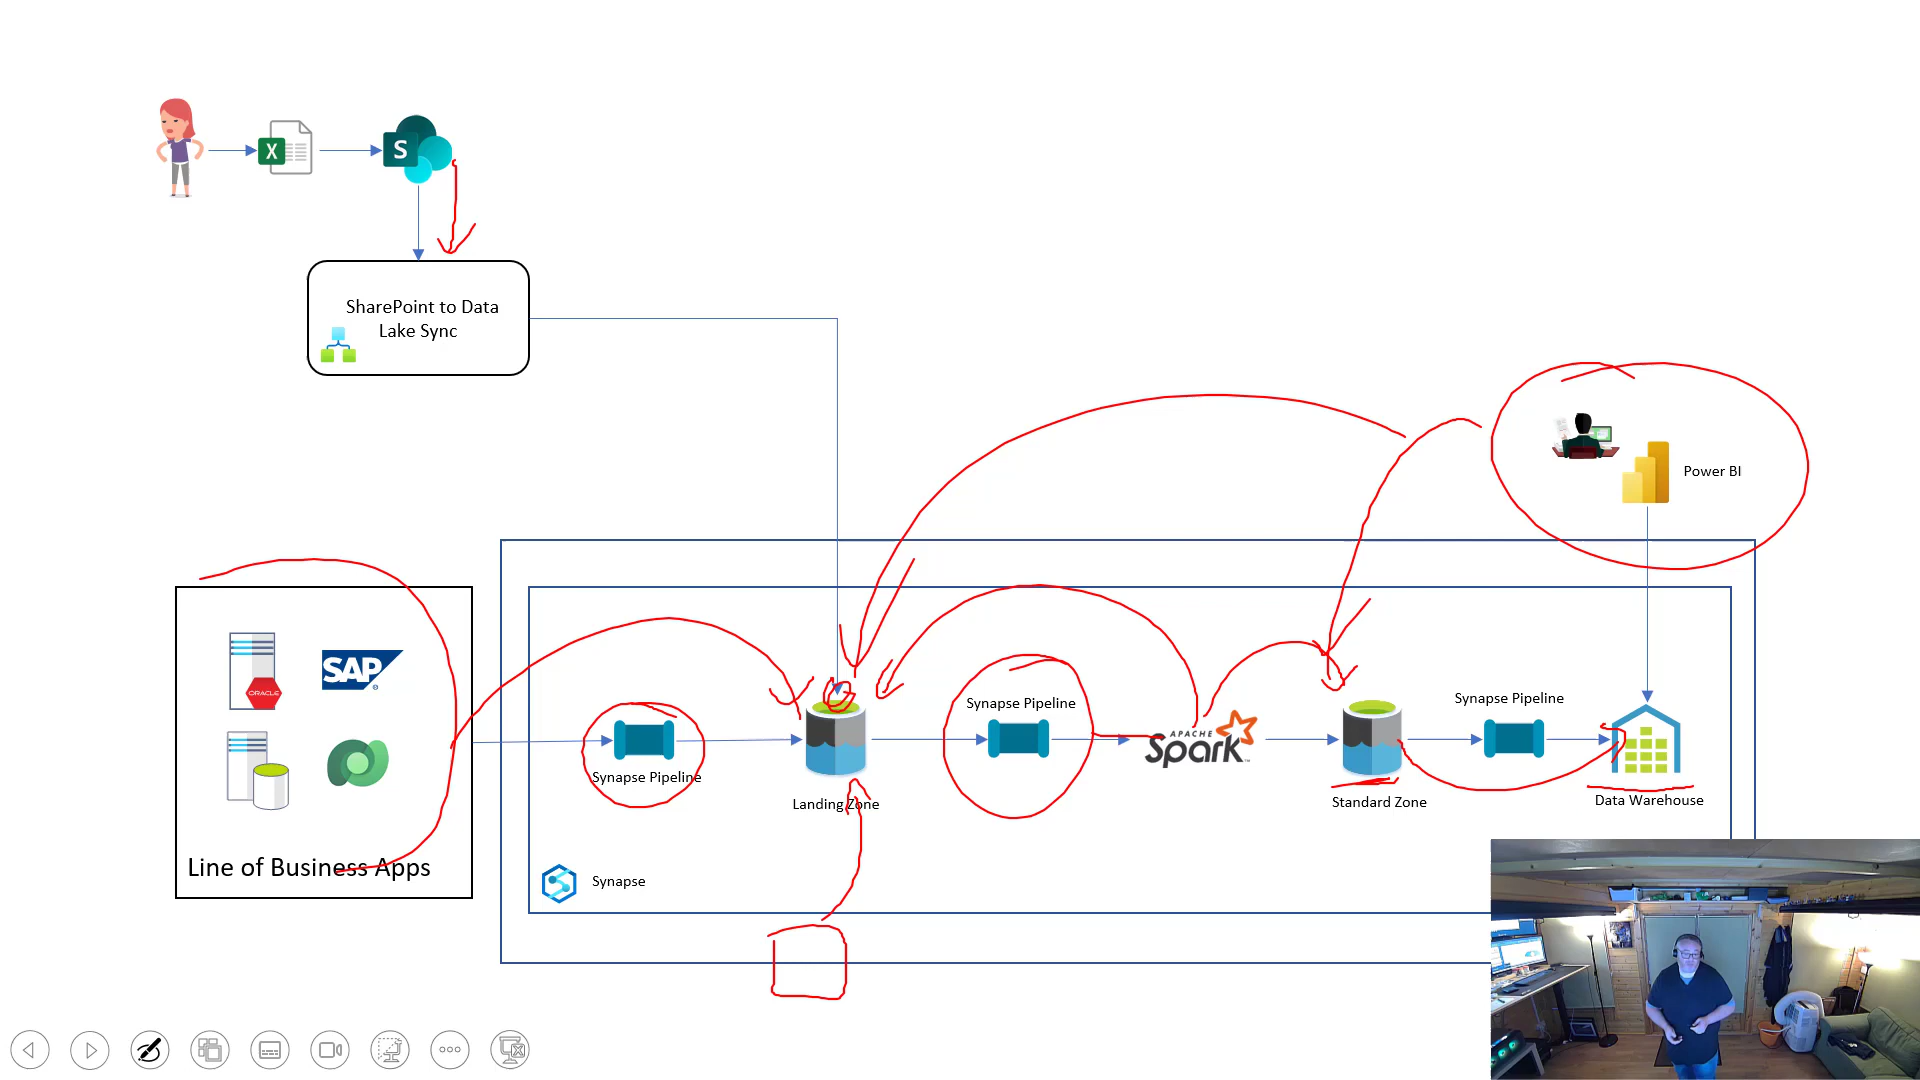 X
S
SharePoint to Data
Lake Sync
Power BI
ORACLE
SAP
®
Line of Business Apps
Synapse Pipeline
Landing Zone
Synapse Pipeline
APACHE
Spark
™
Standard Zone
Synapse Pipeline
Data Warehouse
Synapse